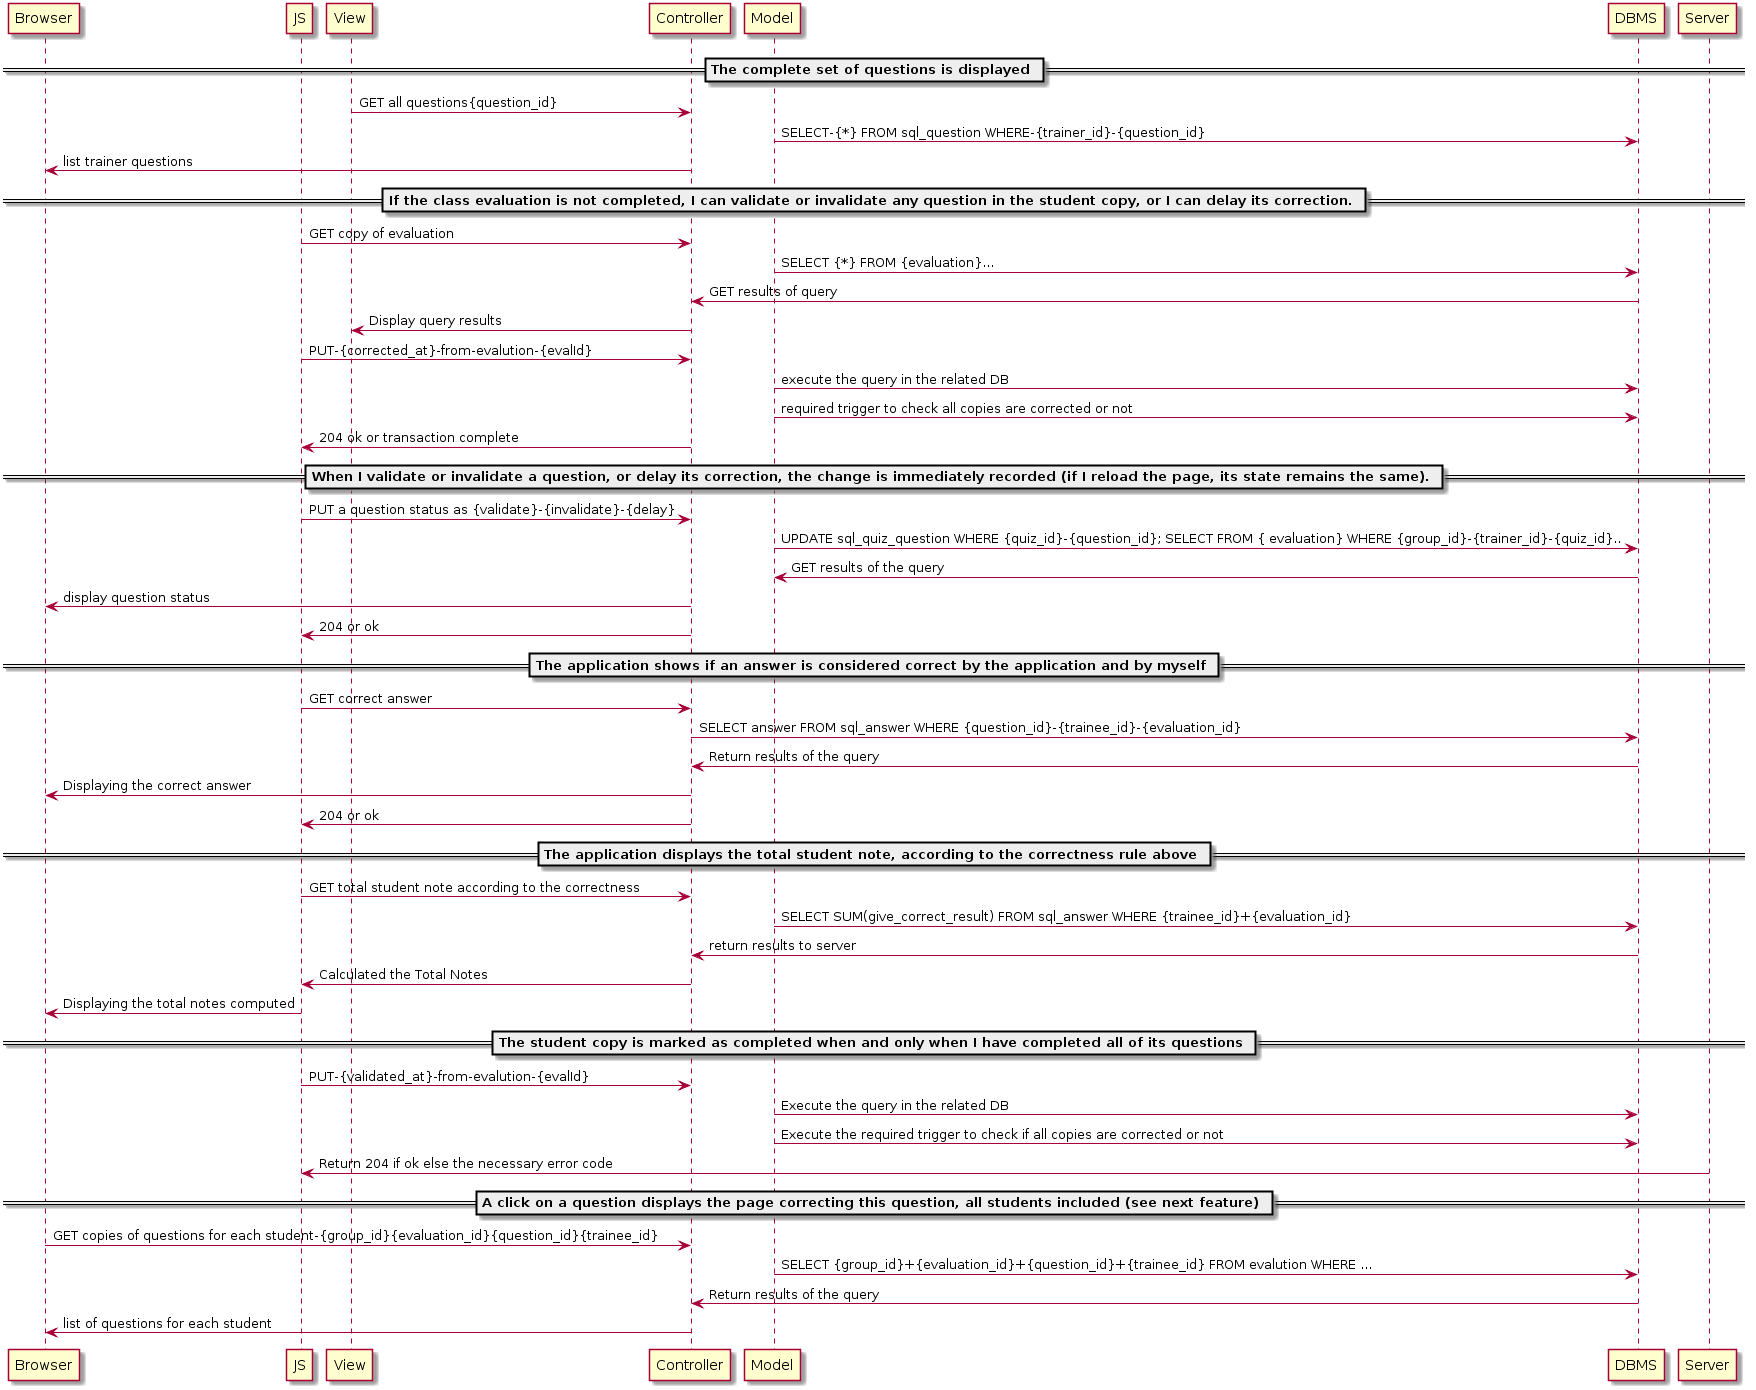 Browser JS View Controller Model DBMS Server
The complete set of questions is displayed
GET all questions{question_id}
SELECT-{*} FROM sql_question WHERE-{trainer_id}-{question_id}
list trainer questions
If the class evaluation is not completed, I can validate or invalidate any question in the student copy, or I can delay its correction.
GET copy of evaluation
SELECT {*} FROM {evaluation}...
GET results of query
Display query results
PUT-{corrected_at}-from-evalution-{evalId}
execute the query in the related DB
required trigger to check all copies are corrected or not
204 ok or transaction complete
When I validate or invalidate a question, or delay its correction, the change is immediately recorded (if I reload the page, its state remains the same).
PUT a question status as {validate}-{invalidate}-{delay}
UPDATE sql_quiz_question WHERE {quiz_id}-{question_id}; SELECT FROM { evaluation} WHERE {group_id}-{trainer_id}-{quiz_id}..
GET results of the query
display question status
204 or ok
The application shows if an answer is considered correct by the application and by myself
GET correct answer
SELECT answer FROM sql_answer WHERE {question_id}-{trainee_id}-{evaluation_id}
Return results of the query
Displaying the correct answer
204 or ok
The application displays the total student note, according to the correctness rule above
GET total student note according to the correctness
SELECT SUM(give_correct_result) FROM sql_answer WHERE {trainee_id}+{evaluation_id}
return results to server
Calculated the Total Notes
Displaying the total notes computed
The student copy is marked as completed when and only when I have completed all of its questions
PUT-{validated_at}-from-evalution-{evalId}
Execute the query in the related DB
Execute the required trigger to check if all copies are corrected or not
Return 204 if ok else the necessary error code
A click on a question displays the page correcting this question, all students included (see next feature)
GET copies of questions for each student-{group_id}{evaluation_id}{question_id}{trainee_id}
SELECT {group_id}+{evaluation_id}+{question_id}+{trainee_id} FROM evalution WHERE ...
Return results of the query
list of questions for each student
Browser JS View Controller Model DBMS Server